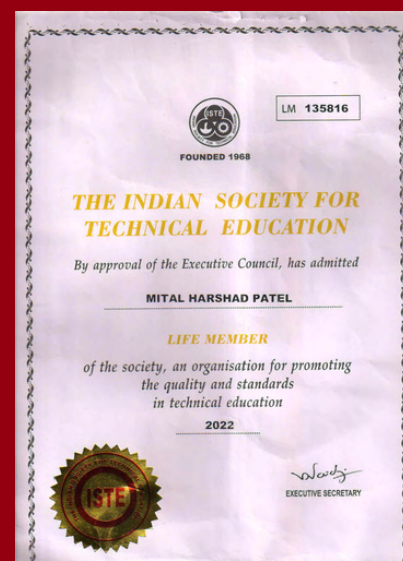 LM 135816
ISTE
FOUNDED 1968
THE INDIAN SOCIETY FOR
TECHNICAL EDUCATION
By approval of the Executive Council, has admitted
MITAL HARSHAD PATEL
LIFE MEMBER
of the society, an organisation for promoting
the quality and standards
in technical education
2022
ISTE
EXECUTIVE SECRETARY